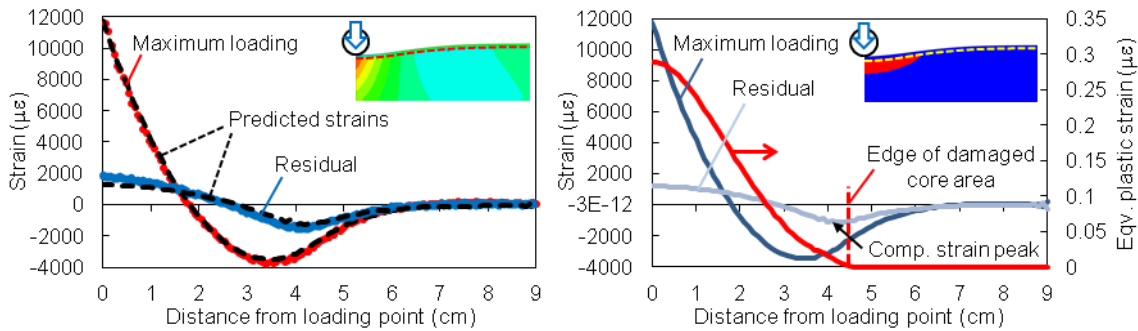 12000
10000
8000
6000
4000
2000
0
-2000
-4000
Strain (με)
Maximum loading
Predicted strains
Residual
0 1 2 3 4 5 6 7 8 9
Distance from loading point (cm)
12000
10000
8000
6000
4000
2000
-3E-12
-2000
-4000
Strain (με)
Maximum loading
Residual
Edge of damaged
core area
Comp. strain peak
0.35
0.3
0.25
0.2
0.15
0.1
0.05
0
Eqv. plastic strain (με)
0 1 2 3 4 5 6 7 8 9
Distance from loading point (cm)